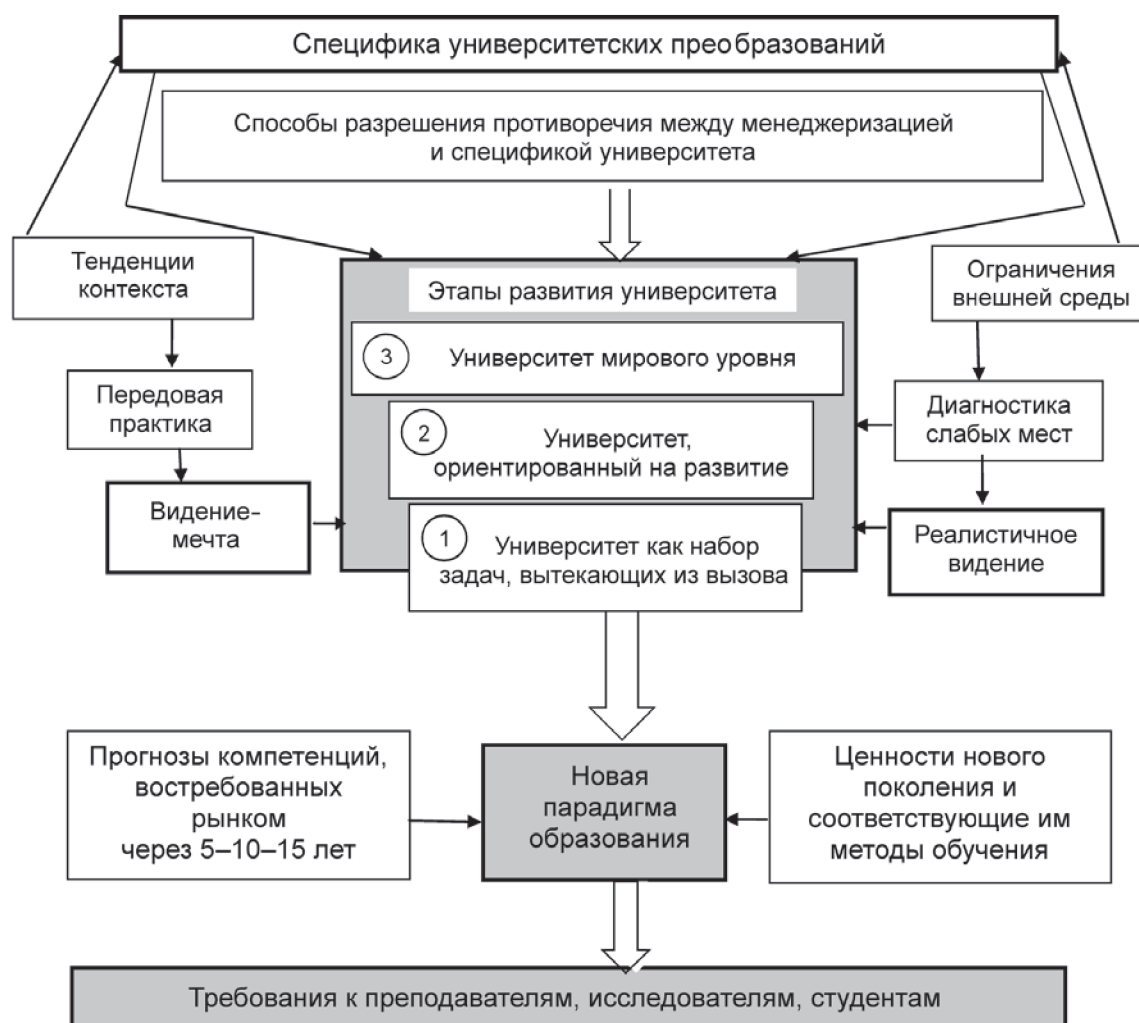 Специфика университетских преобразований
Способы разрешения противоречия между менеджеризацией
и спецификой университета
Тенденции
контекста
Ограничения
внешней среды
Этапы развития университета
3
Университет мирового уровня
Передовая
практика
2
Университет,
ориентированный на развитие
Диагностика
слабых мест
Видение-
мечта
1
Университет как набор
задач, вытекающих из вызова
Реалистичное
видение
Прогнозы компетенций,
востребованных
рынком
через 5–10–15 лет
Новая
парадигма
образования
Ценности нового
поколения и
соответствующие им
методы обучения
Требования к преподавателям, исследователям, студентам